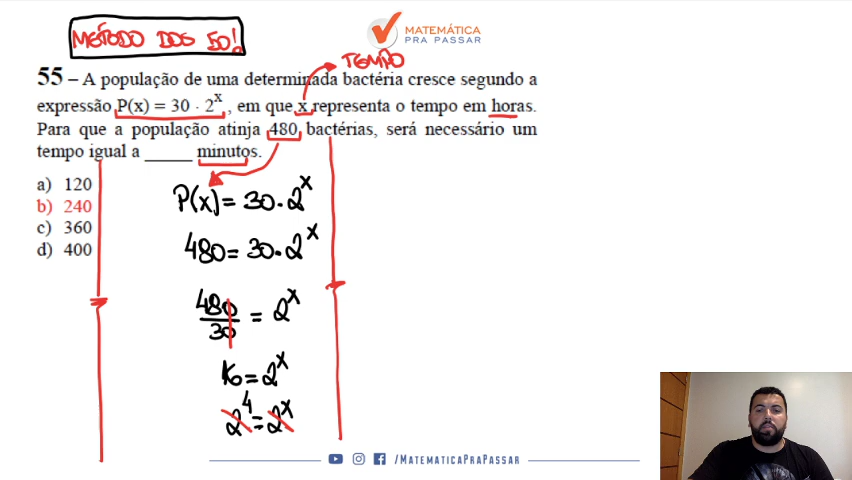 MÉTODO DOS 50!
MATEMÁTICA
PRA PASSAR
TEMPO
55 – A população de uma determinada bactéria cresce segundo a
expressão P(x) = 30 · 2^x , em que x representa o tempo em horas.
Para que a população atinja 480 bactérias, será necessário um
tempo igual a ______ minutos.
a) 120
b) 240
c) 360
d) 400
P(x) = 30 · 2^x
480 = 30 · 2^x
480/30 = 2^x
16 = 2^x
2^4 = 2^x
/MatematicaPraPassar